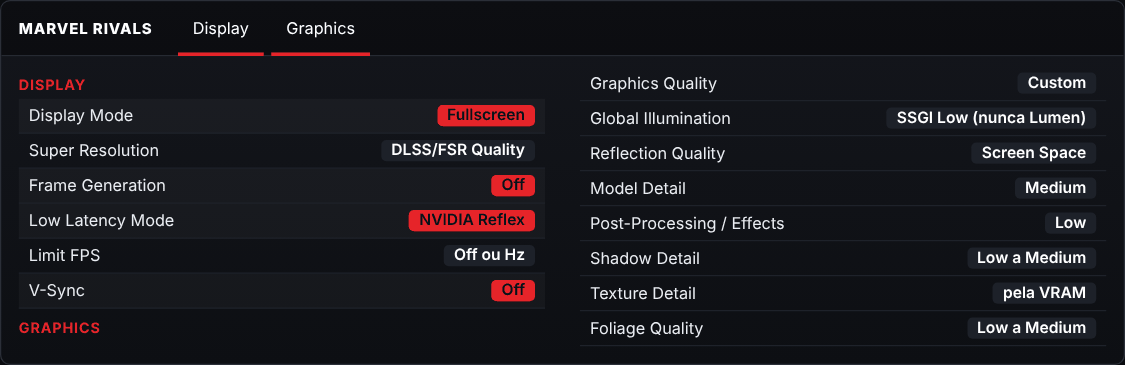 MARVEL RIVALS Display Graphics
DISPLAY
Display Mode Fullscreen
Super Resolution DLSS/FSR Quality
Frame Generation Off
Low Latency Mode NVIDIA Reflex
Limit FPS Off ou Hz
V-Sync Off
GRAPHICS
Graphics Quality Custom
Global Illumination SSGI Low (nunca Lumen)
Reflection Quality Screen Space
Model Detail Medium
Post-Processing / Effects Low
Shadow Detail Low a Medium
Texture Detail pela VRAM
Foliage Quality Low a Medium